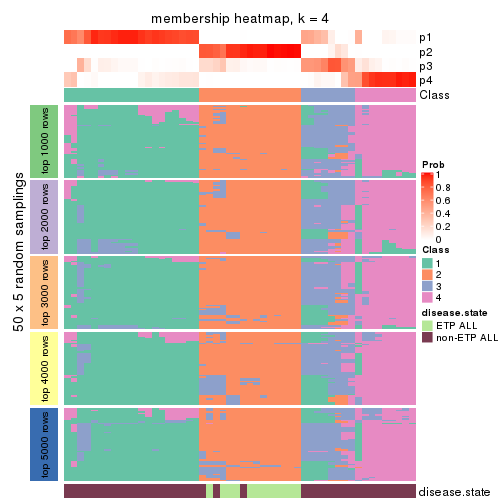 membership heatmap, k = 4
p1
p2
p3
p4
Class
50 x 5 random samplings
top 1000 rows
top 2000 rows
top 3000 rows
top 4000 rows
top 5000 rows
Prob
1
0.8
0.6
0.4
0.2
0
Class
1
2
3
4
disease.state
ETP ALL
non-ETP ALL
disease.state